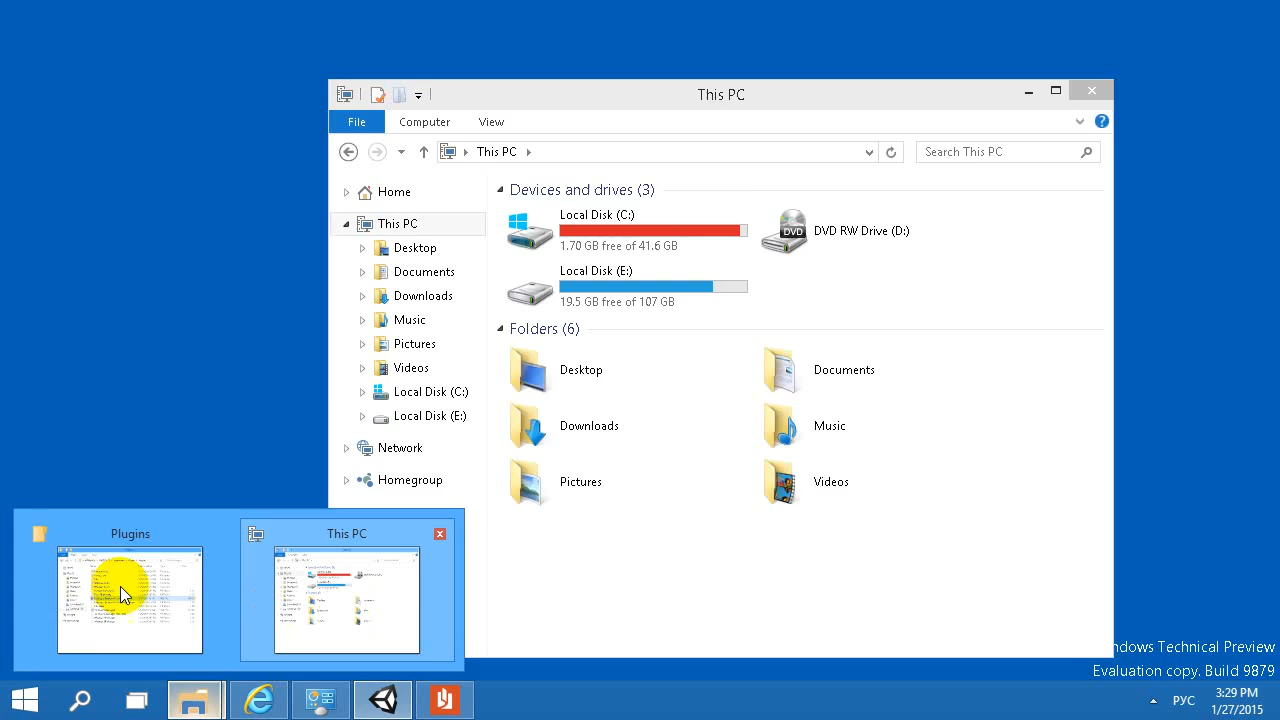 This PC
File
Computer
View
This PC
Search This PC
Home
This PC
Desktop
Documents
Downloads
Music
Pictures
Videos
Local Disk (C:)
Local Disk (E:)
Network
Homegroup
Devices and drives (3)
Local Disk (C:)
1.70 GB free of 41.6 GB
DVD
DVD RW Drive (D:)
Local Disk (E:)
19.5 GB free of 107 GB
Folders (6)
Desktop
Documents
Downloads
Music
Pictures
Videos
Plugins
This PC
ndows Technical Preview
Evaluation copy. Build 9879
РУС
3:29 PM
1/27/2015